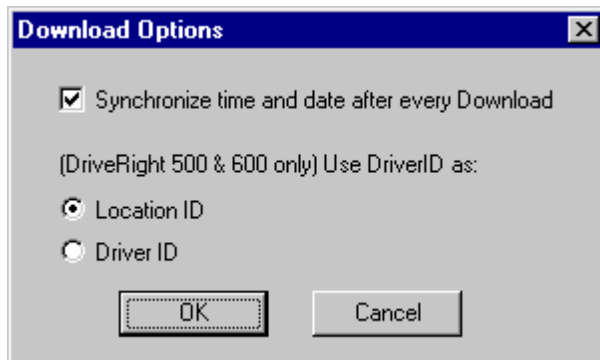 Download Options
Synchronize time and date after every Download
(DriveRight 500 & 600 only) Use DriverID as:
Location ID
Driver ID
OK Cancel